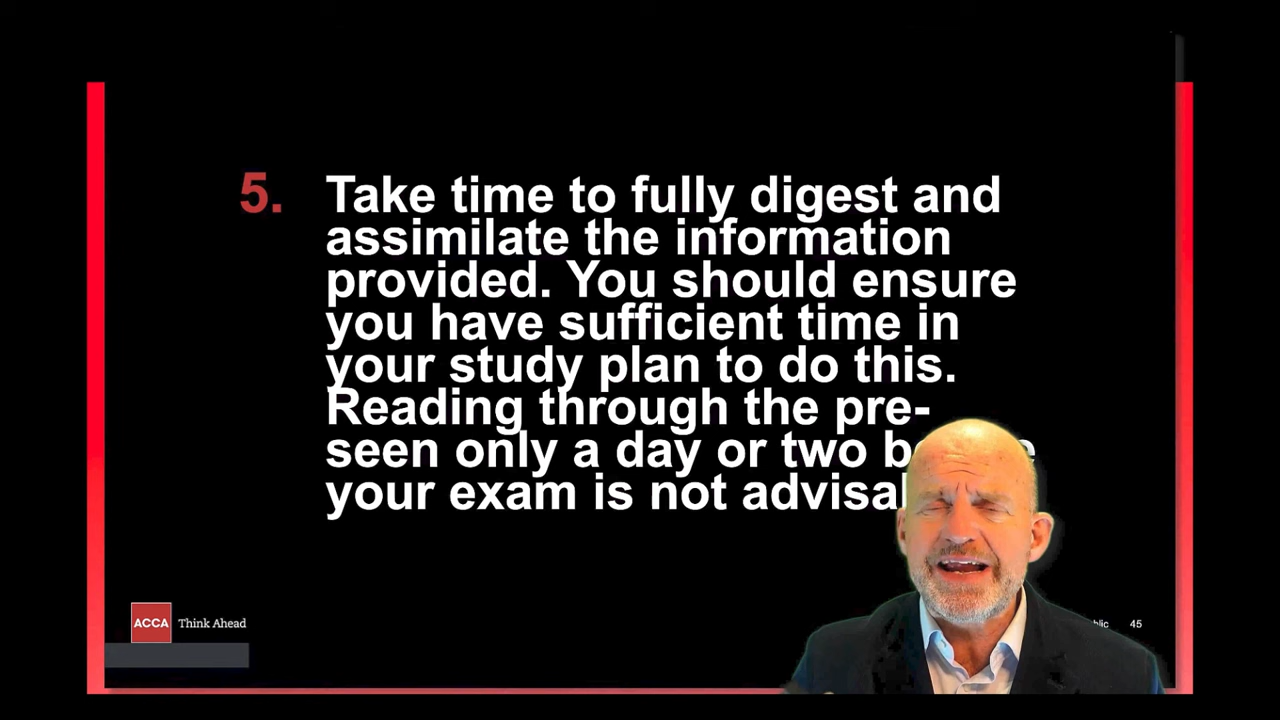 5. Take time to fully digest and
assimilate the information
provided. You should ensure
you have sufficient time in
your study plan to do this.
Reading through the pre-
seen only a day or two
your exam is not
ACCA Think Ahead
45